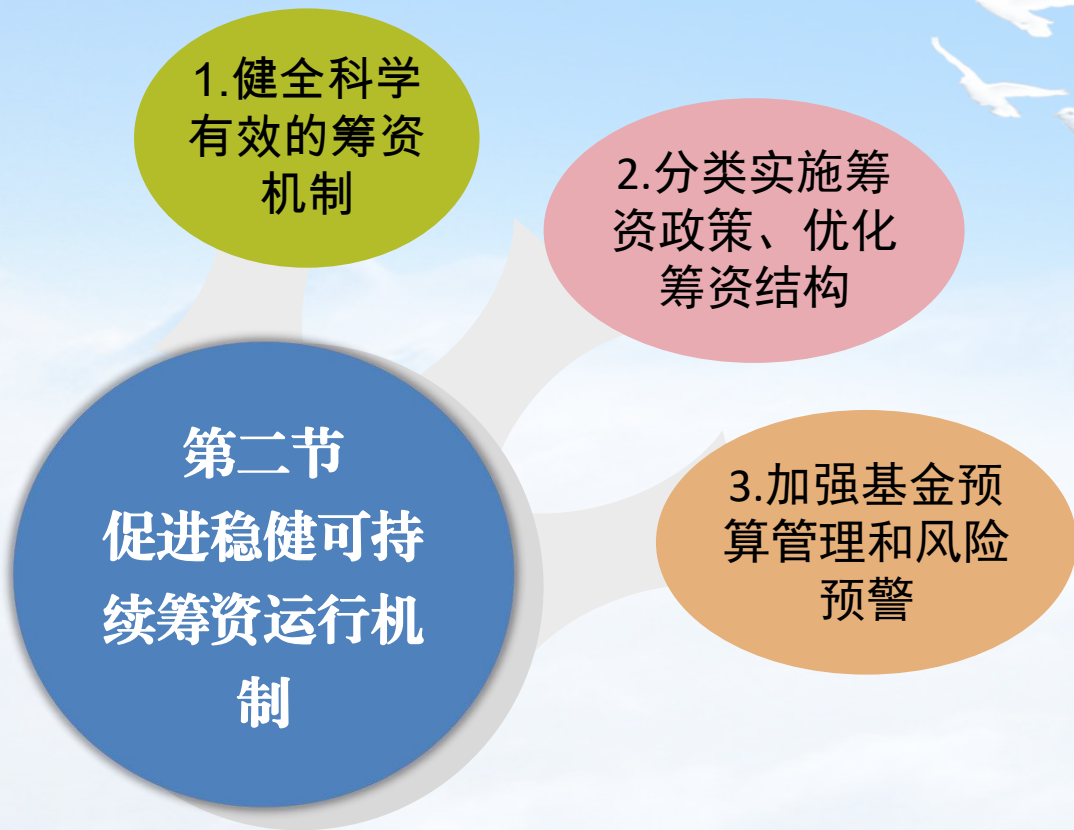 1.健全科学
有效的筹资
机制
2.分类实施筹
资政策、优化
筹资结构
第二节
促进稳健可持
续筹资运行机
制
3.加强基金预
算管理和风险
预警